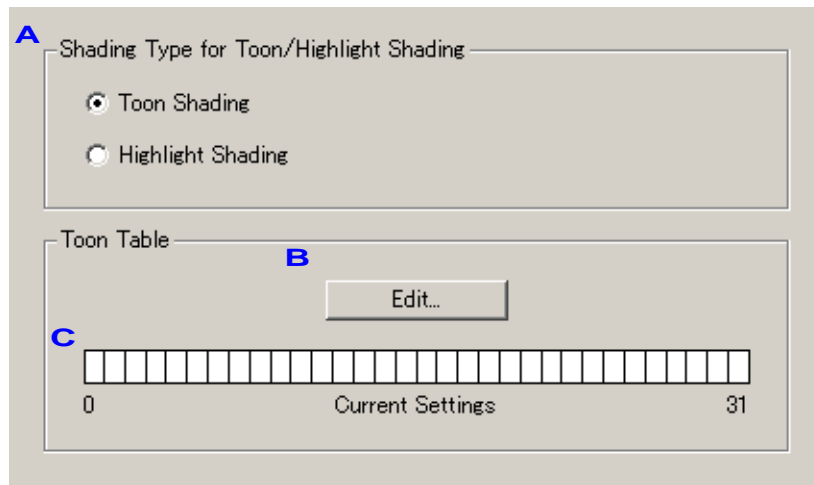 A
Shading Type for Toon/Highlight Shading
Toon Shading
Highlight Shading
Toon Table
B
Edit...
C
0 Current Settings 31